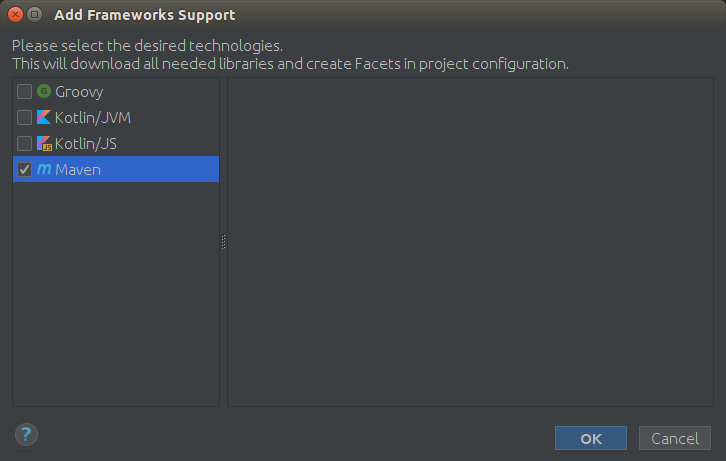 Add Frameworks Support
Please select the desired technologies.
This will download all needed libraries and create Facets in project configuration.
G Groovy
Kotlin/JVM
JS Kotlin/JS
m Maven
? OK Cancel